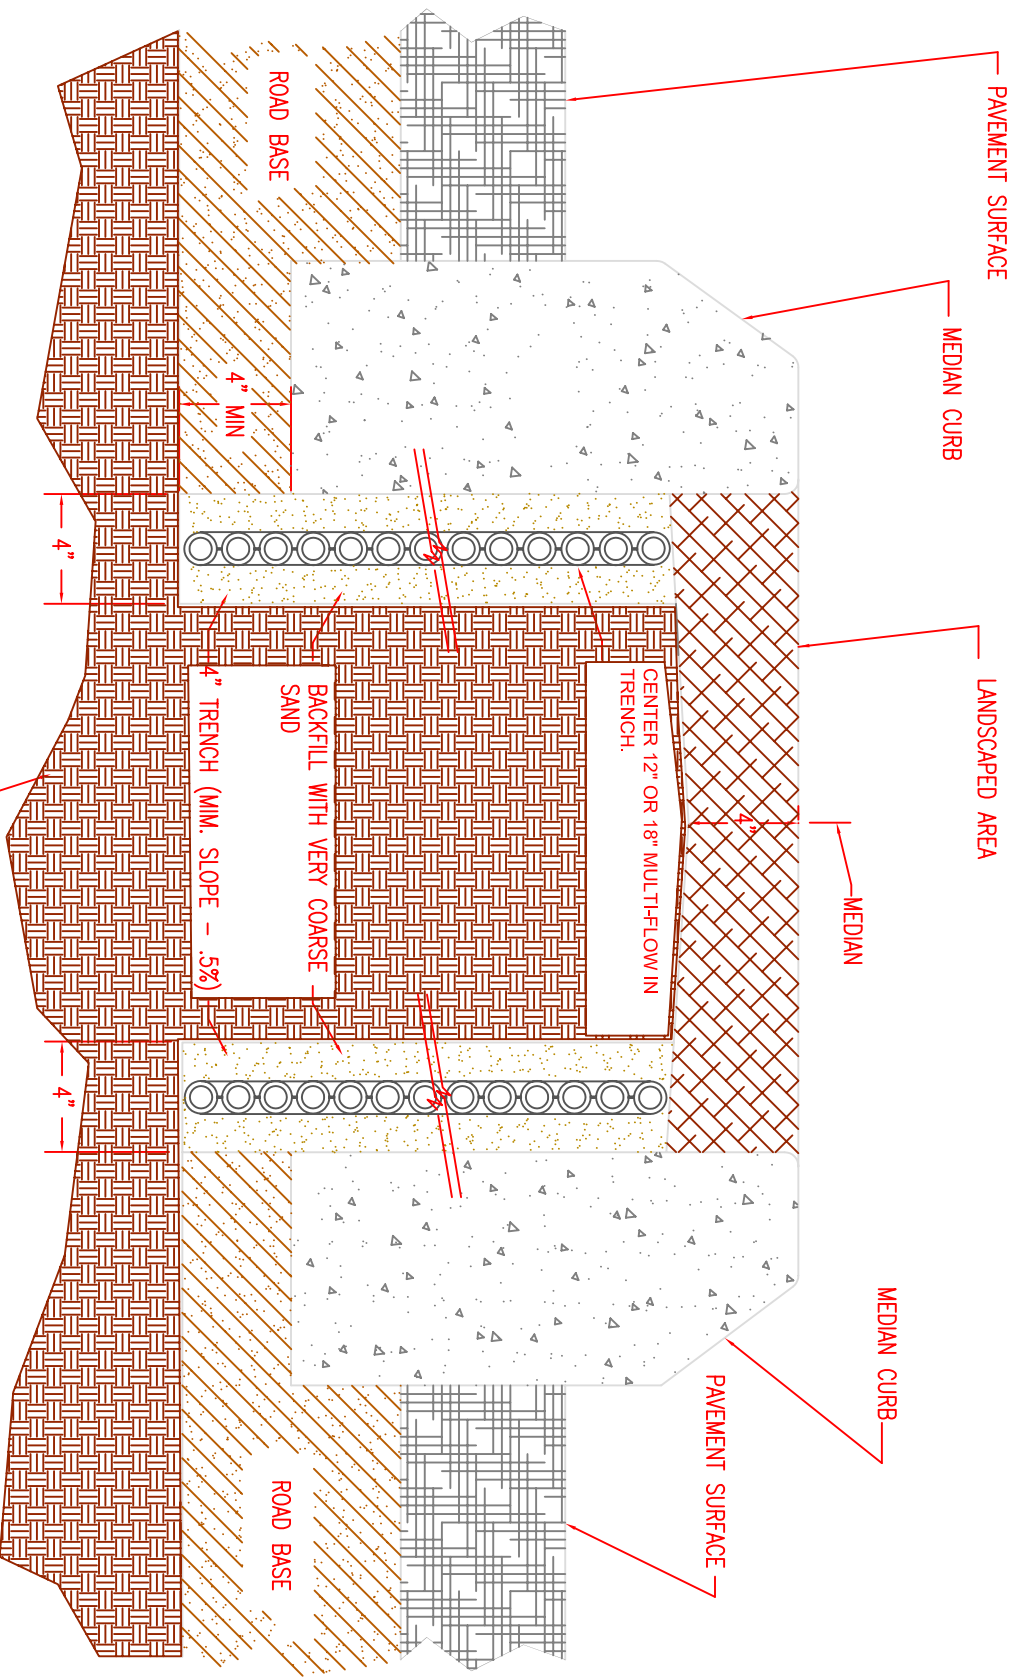 PAVEMENT SURFACE
MEDIAN CURB
LANDSCAPED AREA
MEDIAN
MEDIAN CURB
PAVEMENT SURFACE
4"
CENTER 12" OR 18" MULTI-FLOW IN
TRENCH.
BACKFILL WITH VERY COARSE
SAND
4" TRENCH (MIM. SLOPE - .5%)
ROAD BASE
4" MIN
ROAD BASE
4"
4"